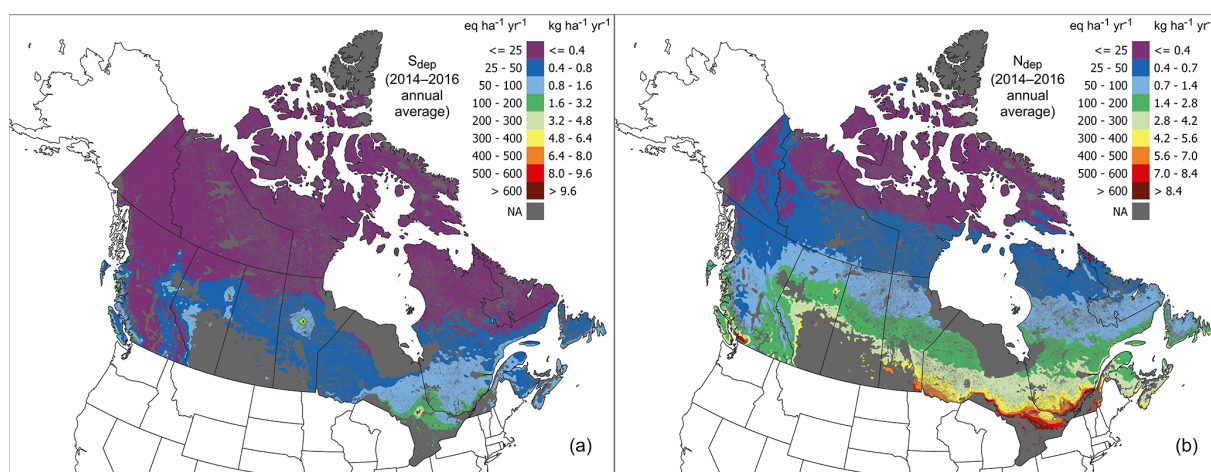 eq ha-1 yr-1 kg ha-1 yr-1
<= 25 <= 0.4
25 - 50 0.4 - 0.8
50 - 100 0.8 - 1.6
100 - 200 1.6 - 3.2
200 - 300 3.2 - 4.8
300 - 400 4.8 - 6.4
400 - 500 6.4 - 8.0
500 - 600 8.0 - 9.6
> 600 > 9.6
NA
Sdep
(2014–2016
annual
average)
(a)
eq ha-1 yr-1 kg ha-1 yr-
<= 25 <= 0.4
25 - 50 0.4 - 0.7
50 - 100 0.7 - 1.4
100 - 200 1.4 - 2.8
200 - 300 2.8 - 4.2
300 - 400 4.2 - 5.6
400 - 500 5.6 - 7.0
500 - 600 7.0 - 8.4
> 600 > 8.4
NA
Ndep
(2014–2016
annual
average)
(b)